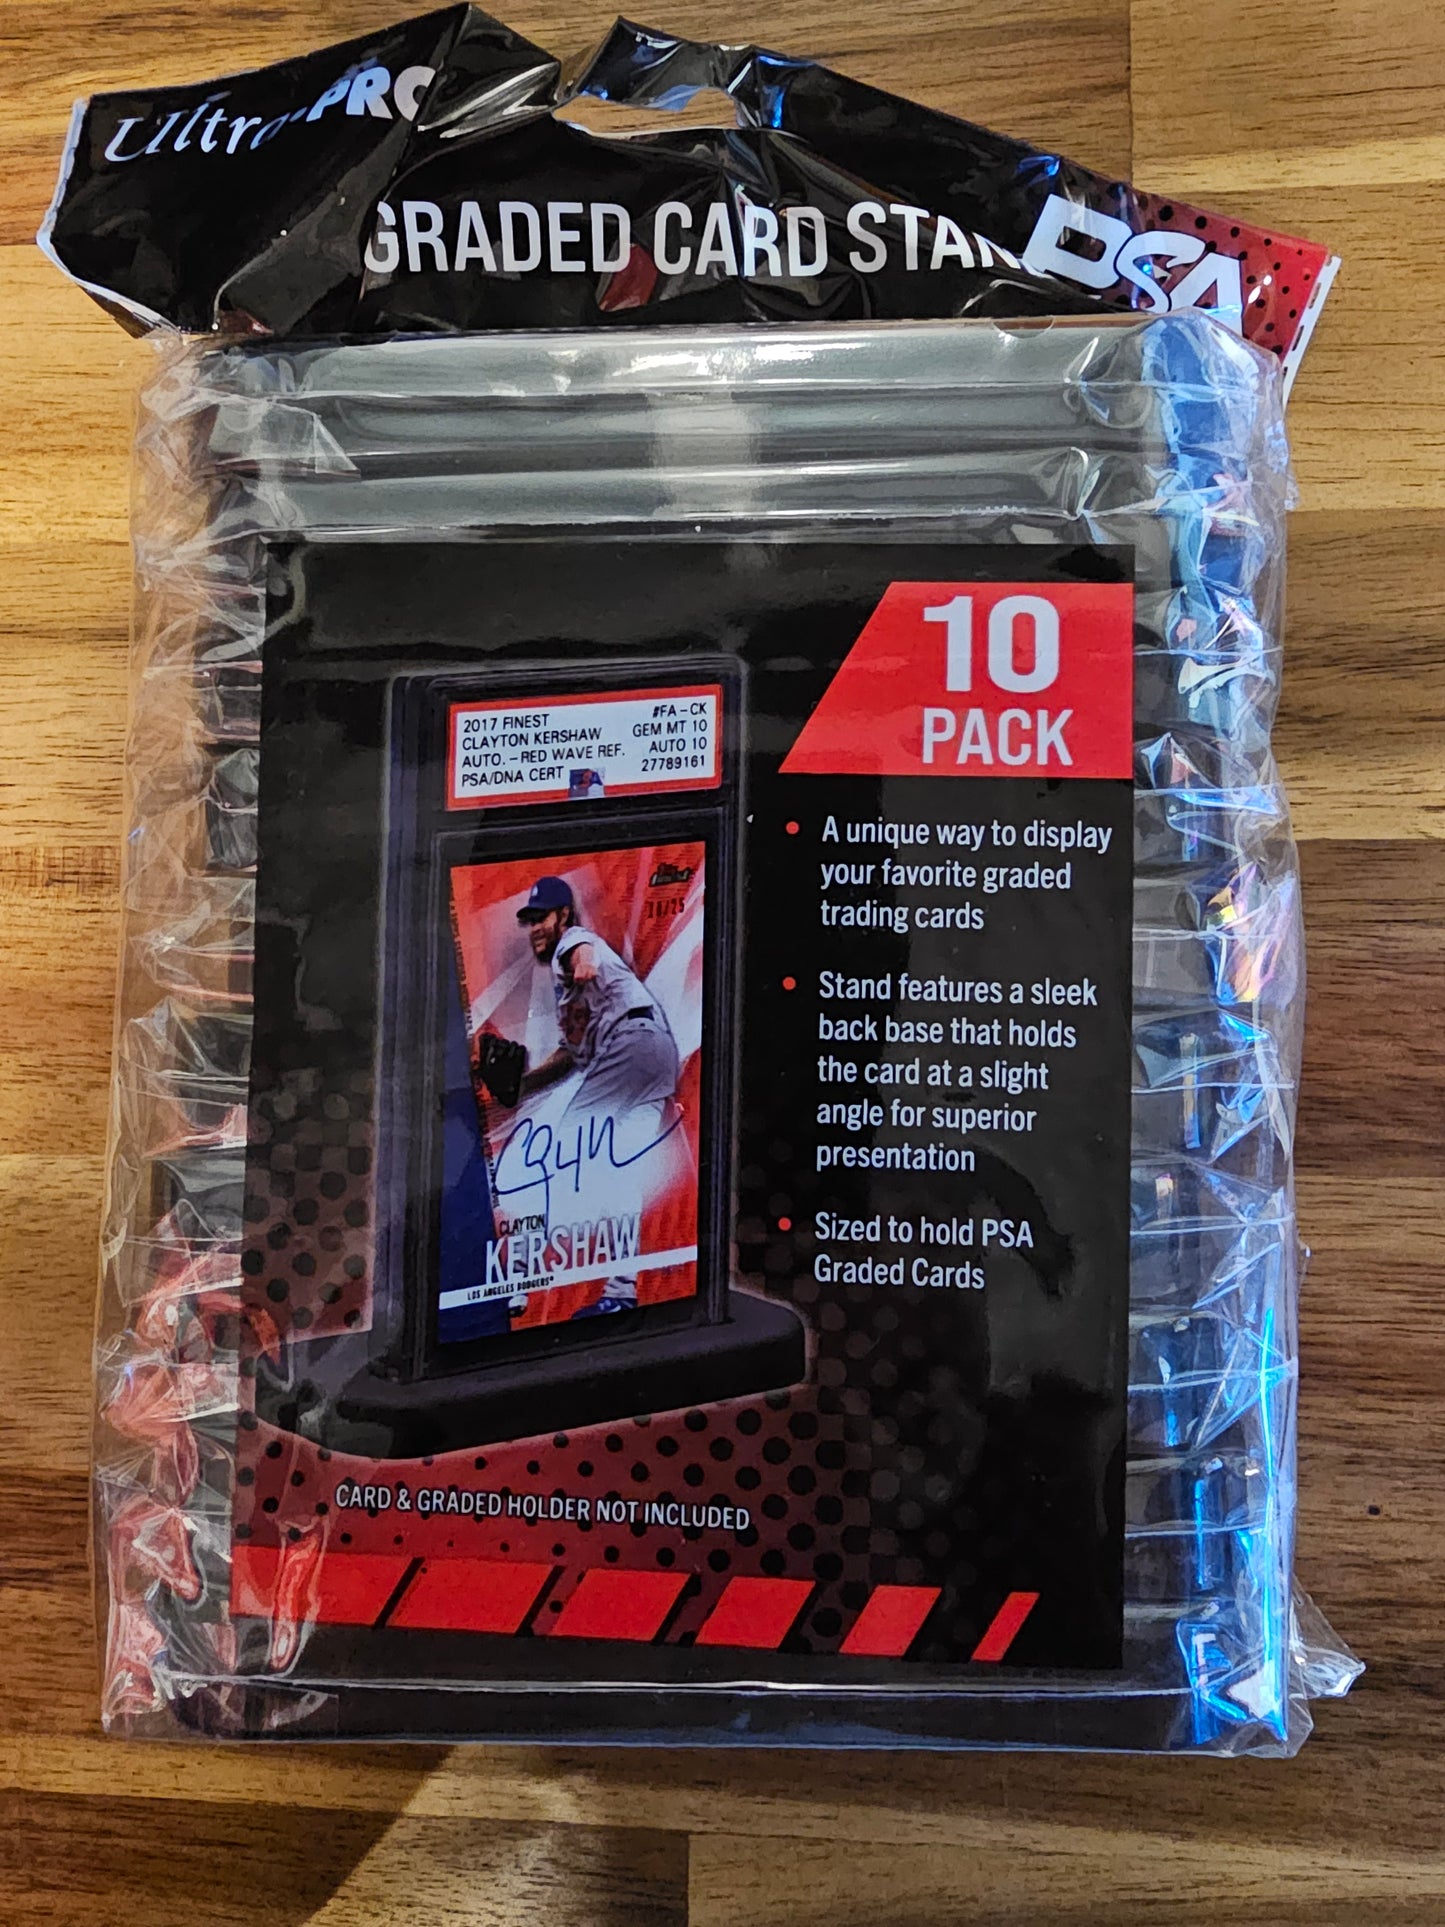 Ultra·PRO
GRADED CARD STAN
PSA
10
PACK
2017 FINEST #FA-CK
CLAYTON KERSHAW GEM MT 10
AUTO.-RED WAVE REF. AUTO 10
PSA/DNA CERT 27789161
CLAYTON
KERSHAW
LOS ANGELES DODGERS®
• A unique way to display
your favorite graded
trading cards
• Stand features a sleek
back base that holds
the card at a slight
angle for superior
presentation
• Sized to hold PSA
Graded Cards
CARD & GRADED HOLDER NOT INCLUDED